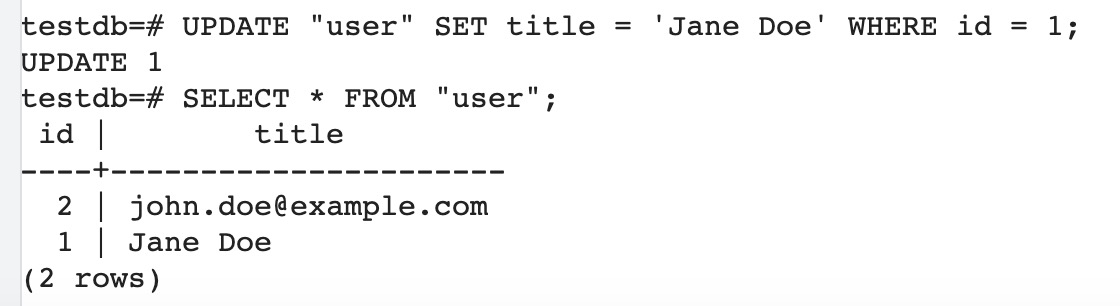 testdb=# UPDATE "user" SET title = 'Jane Doe' WHERE id = 1;
UPDATE 1
testdb=# SELECT * FROM "user";
 id |        title
----+----------------------
  2 | john.doe@example.com
  1 | Jane Doe
(2 rows)